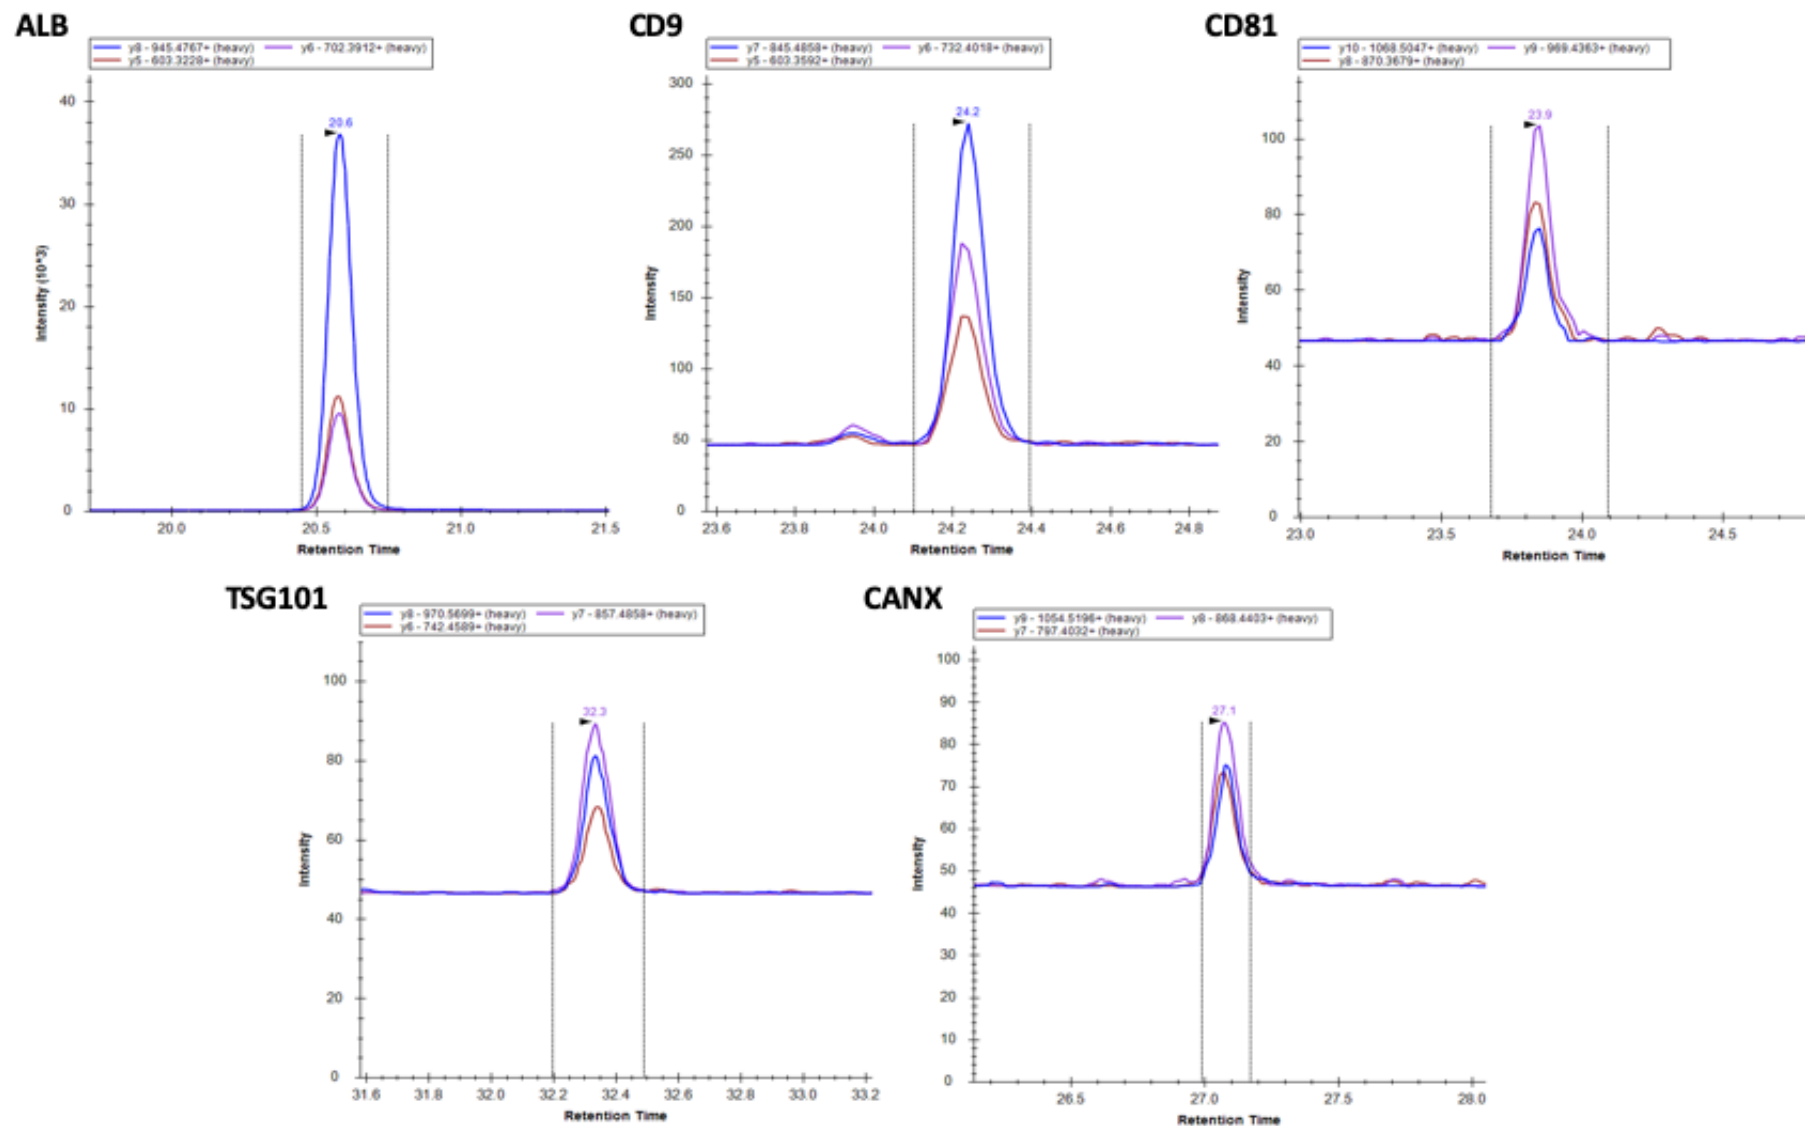 ALB
y8 - 945.4767+ (heavy) y6 - 702.3912+ (heavy)
y5 - 603.3228+ (heavy)
40
30
20
10
0
Intensity (10^3)
20.6
20.0 20.5 21.0 21.5
Retention Time
CD9
y7 - 845.4858+ (heavy) y6 - 732.4018+ (heavy)
y5 - 603.3592+ (heavy)
300
250
200
150
100
50
0
Intensity
24.2
23.6 23.8 24.0 24.2 24.4 24.6 24.8
Retention Time
CD81
y10 - 1068.5047+ (heavy) y9 - 969.4363+ (heavy)
y8 - 870.3679+ (heavy)
100
80
60
40
20
0
Intensity
23.9
23.0 23.5 24.0 24.5
Retention Time
TSG101
y8 - 970.5699+ (heavy) y7 - 857.4858+ (heavy)
y6 - 742.4589+ (heavy)
100
80
60
40
20
0
Intensity
32.3
31.6 31.8 32.0 32.2 32.4 32.6 32.8 33.0 33.2
Retention Time
CANX
y9 - 1054.5196+ (heavy) y8 - 868.4403+ (heavy)
y7 - 797.4032+ (heavy)
100
90
80
70
60
50
40
30
20
10
0
Intensity
27.1
26.5 27.0 27.5 28.0
Retention Time